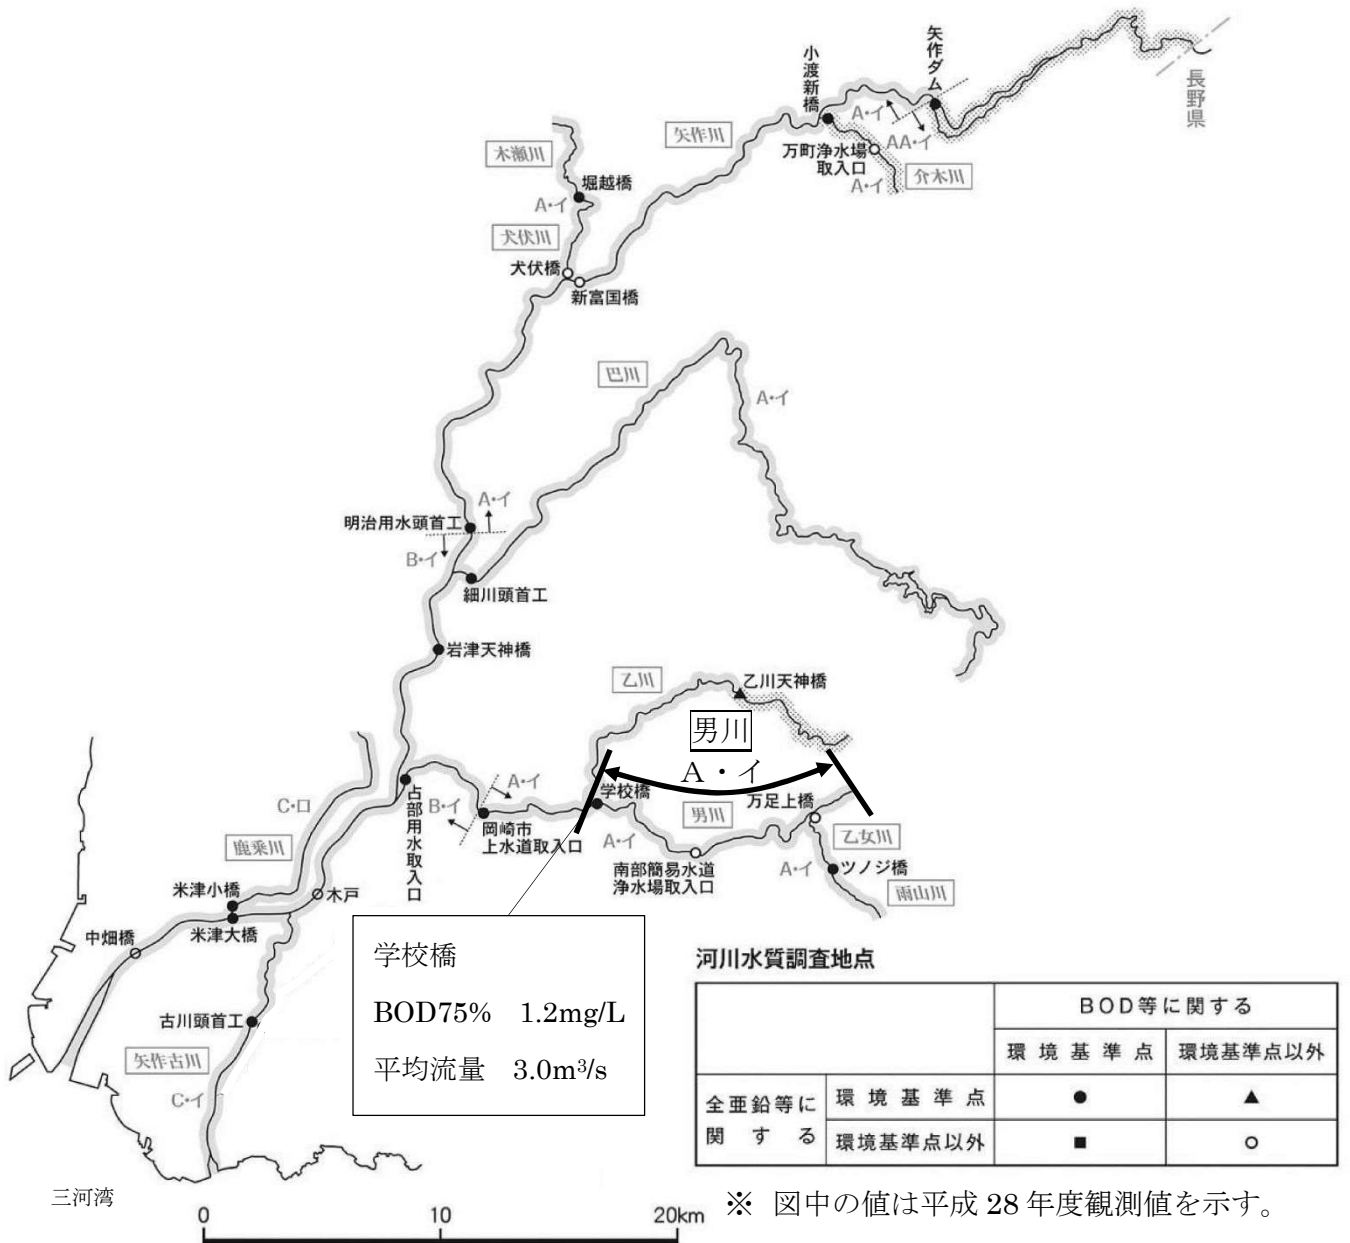 矢作ダム
小渡新橋
長野県
A・イ
AA・イ
矢作川
万町浄水場
取入口
A・イ
介木川
木瀬川
堀越橋
A・イ
犬伏川
犬伏橋
新富国橋
巴川
A・イ
A・イ
明治用水頭首工
B・イ
細川頭首工
岩津天神橋
乙川
乙川天神橋
男川
A・イ
学校橋
万足上橋
A・イ
B・イ
占部用水取入口
岡崎市
上水道取入口
A・イ
男川
乙女川
南部簡易水道
浄水場取入口
A・イ
ツノジ橋
雨山川
C・ロ
鹿乗川
米津小橋
木戸
米津大橋
中畑橋
古川頭首工
矢作古川
C・イ
学校橋
BOD75% 1.2mg/L
平均流量 3.0m³/s
河川水質調査地点
BOD等に関する
環境基準点 環境基準点以外
全亜鉛等に
関する
環境基準点 ● ▲
環境基準点以外 ■ ○
三河湾
※ 図中の値は平成 28 年度観測値を示す。
0 10 20km